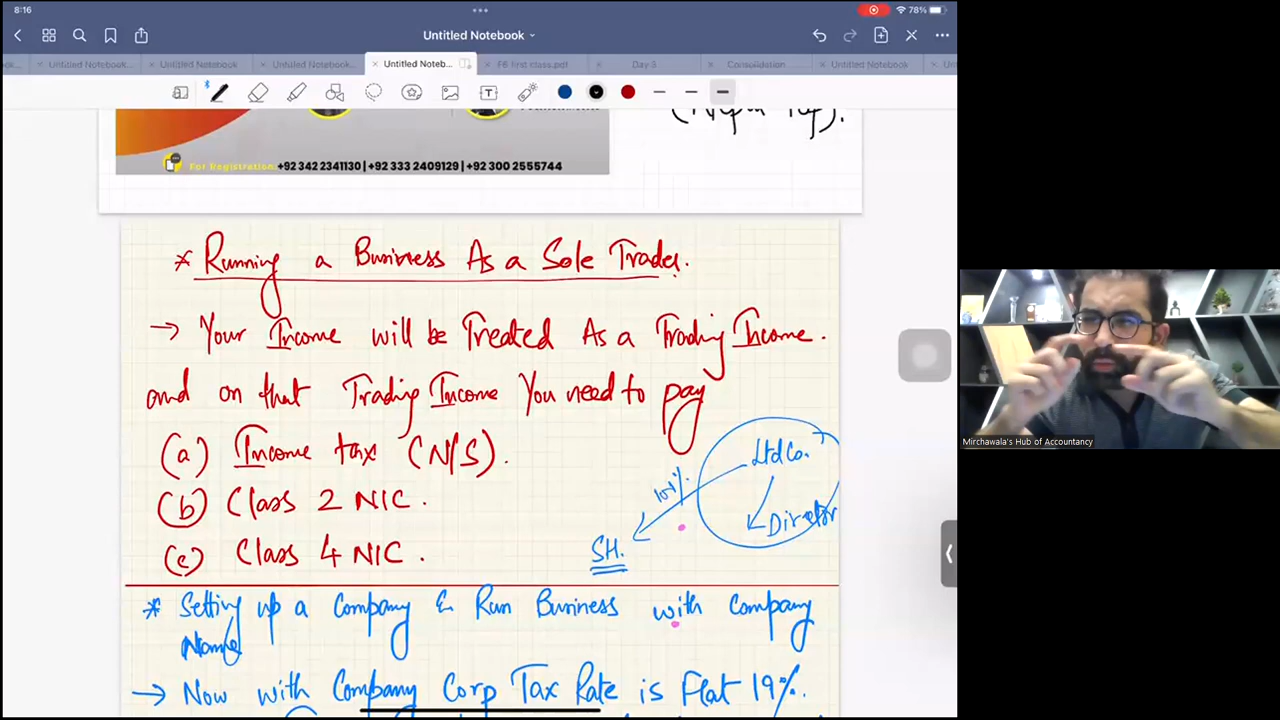 8:16
78%
Untitled Notebook
Untitled Notebook...
Untitled Notebook
Untitled Notebook...
Untitled Noteb...
F6 first class.pdf
Day 3
Consolidation
Untitled Notebook
For Registration: +92 342 2341130 | +92 333 2409129 | +92 300 2555744
* Running a Business As a Sole Trader.
→ Your Income will be Treated As a Trading Income.
and on that Trading Income You need to pay
(a) Income tax (N/S).
(b) Class 2 NIC.
(c) Class 4 NIC.
Ltd Co.
100%
Director
SH.
* Setting up a Company & Run Business with Company
Name
→ Now with Company Corp Tax Rate is Flat 19%.
Mirchawala's Hub of Accountancy